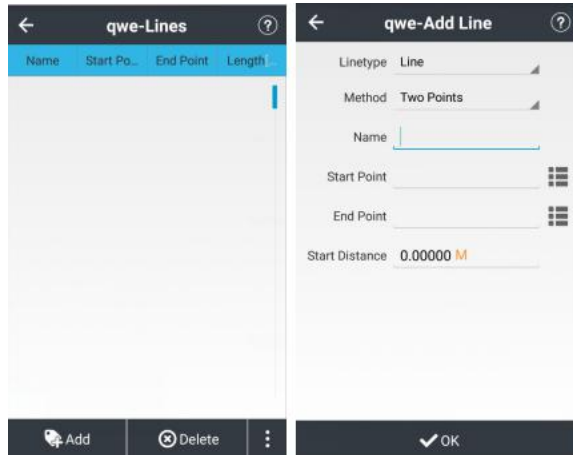 qwe-Lines ?
Name Start Po... End Point Length
Add Delete
qwe-Add Line ?
Linetype Line
Method Two Points
Name
Start Point
End Point
Start Distance 0.00000 M
OK